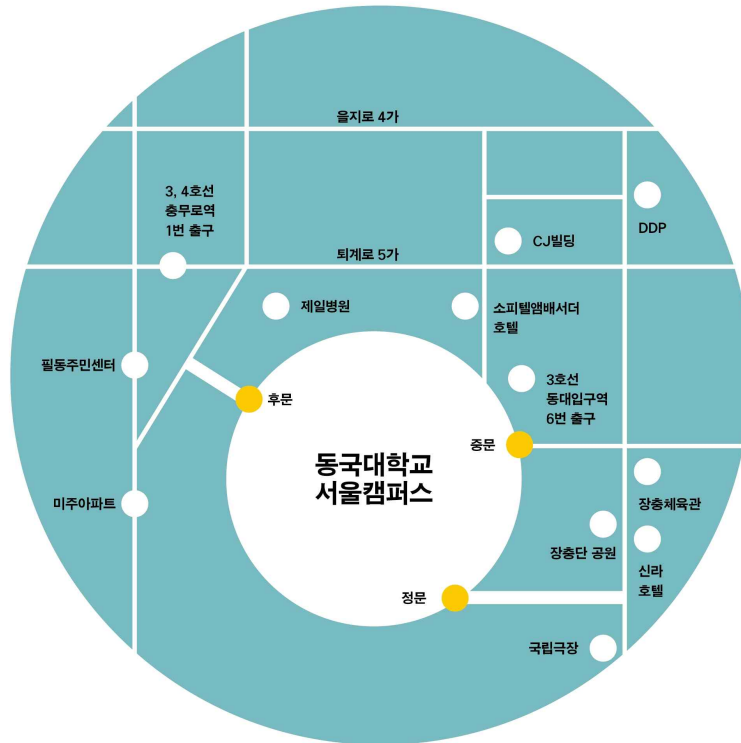 을지로 4가
3, 4호선
충무로역
1번 출구
DDP
CJ빌딩
퇴계로 5가
제일병원
소피텔앰배서더
호텔
필동주민센터
3호선
동대입구역
6번 출구
후문
중문
동국대학교
서울캠퍼스
미주아파트
장충체육관
장충단 공원
신라
호텔
정문
국립극장